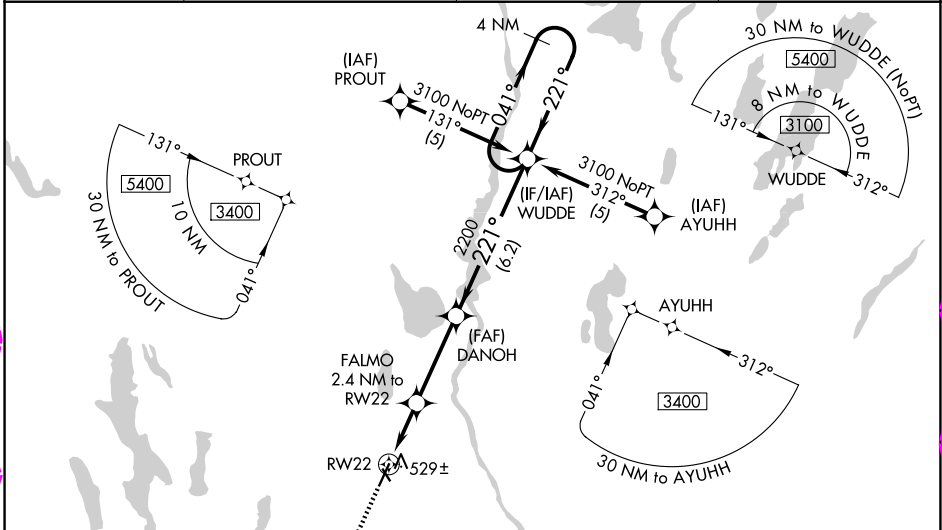 4 NM
(IAF)
PROUT
3100 NoPT
131°
(5)
041°
221°
30 NM to WUDDE (NoPT)
5400
8 NM to WUDDE
3100
131°
312°
WUDDE
131°
PROUT
5400
3400
10 NM
30 NM to PROUT
041°
(IF/IAF)
WUDDE
3100 NoPT
312°
(5)
(IAF)
AYUHH
2200
221°
(6.2)
(FAF)
DANOH
FALMO
2.4 NM to
RW22
RW22
529±
AYUHH
312°
041°
3400
30 NM to AYUHH